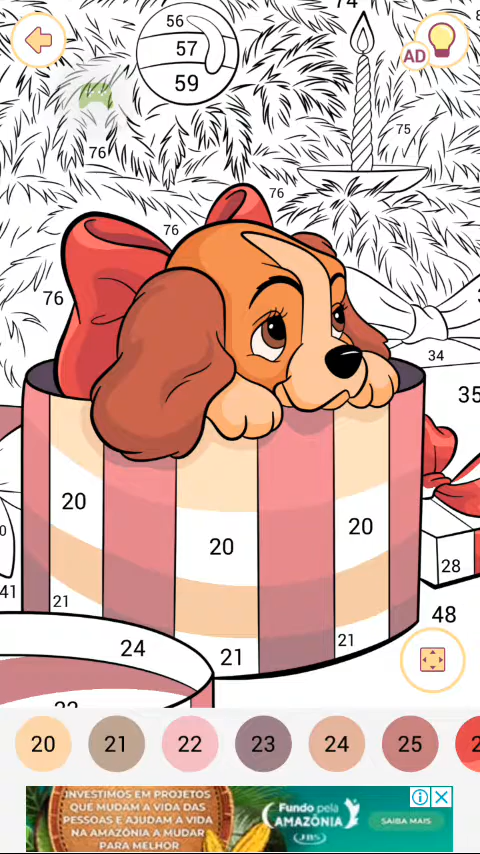 74
56
57
59
AD
75
76
76
76
76
34
35
20
20
20
28
41
21
21
21
48
24
20
21
22
23
24
25
INVESTIMOS EM PROJETOS
QUE MUDAM A VIDA DAS
PESSOAS E AJUDAM A VIDA
NA AMAZÔNIA A MUDAR
PARA MELHOR
Fundo pela
AMAZÔNIA
JBS
SAIBA MAIS